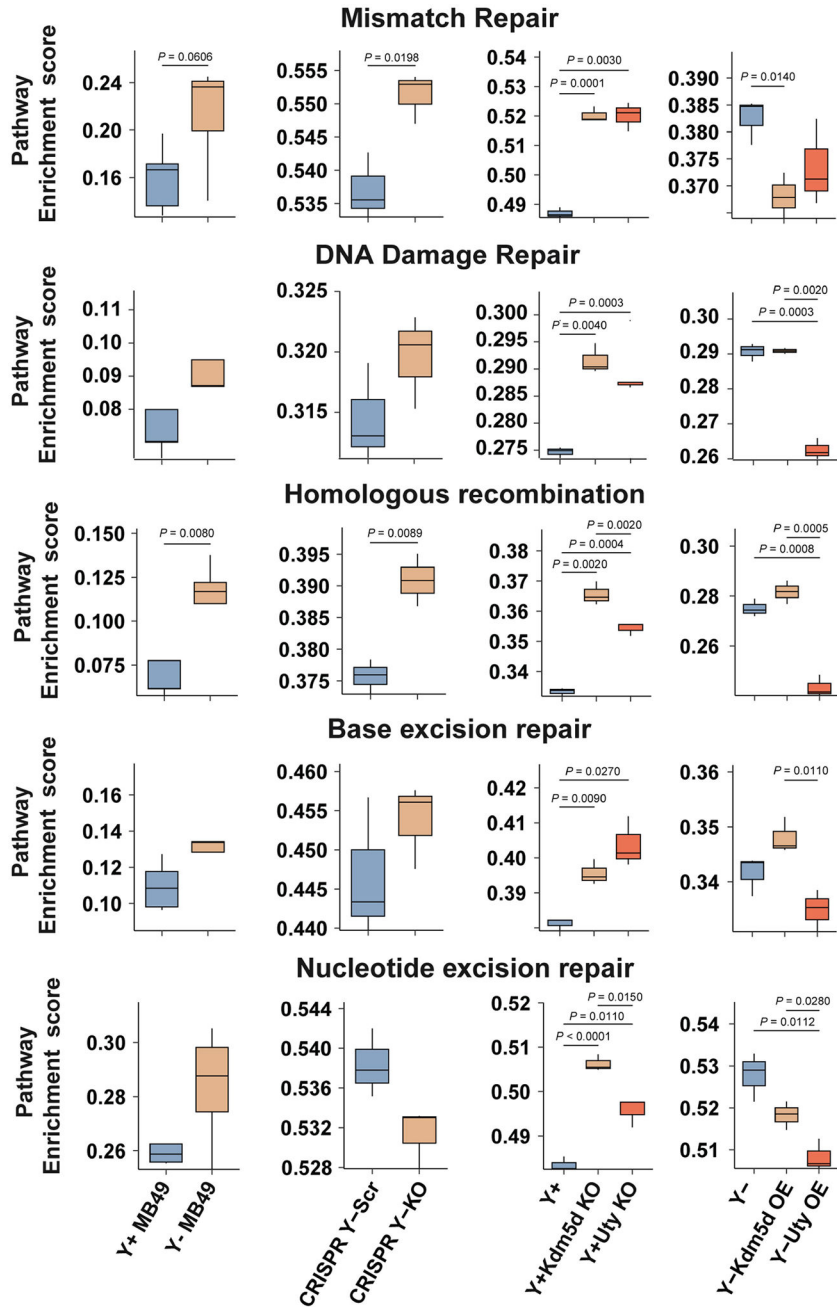 Mismatch Repair
Pathway
Enrichment score
P = 0.0606
0.24
0.20
0.16
P = 0.0198
0.555
0.550
0.545
0.540
0.535
P = 0.0030
P = 0.0001
0.54
0.53
0.52
0.51
0.50
0.49
P = 0.0140
0.390
0.385
0.380
0.375
0.370
DNA Damage Repair
Pathway
Enrichment score
0.11
0.10
0.09
0.08
0.325
0.320
0.315
P = 0.0003
P = 0.0040
0.300
0.295
0.290
0.285
0.280
0.275
P = 0.0020
P = 0.0003
0.30
0.29
0.28
0.27
0.26
Homologous recombination
Pathway
Enrichment score
P = 0.0080
0.150
0.125
0.100
0.075
P = 0.0089
0.395
0.390
0.385
0.380
0.375
P = 0.0020
P = 0.0004
P = 0.0020
0.38
0.37
0.36
0.35
0.34
P = 0.0005
P = 0.0008
0.30
0.28
0.26
Base excision repair
Pathway
Enrichment score
0.16
0.14
0.12
0.10
0.460
0.455
0.450
0.445
0.440
P = 0.0270
P = 0.0090
0.42
0.41
0.40
0.39
P = 0.0110
0.36
0.35
0.34
Nucleotide excision repair
Pathway
Enrichment score
0.30
0.28
0.26
0.544
0.540
0.536
0.532
0.528
P = 0.0150
P = 0.0110
P < 0.0001
0.52
0.51
0.50
0.49
P = 0.0280
P = 0.0112
0.54
0.53
0.52
0.51
Y+ MB49
Y- MB49
CRISPR Y−Scr
CRISPR Y−KO
Y+
Y+Kdm5d KO
Y+Uty KO
Y−
Y−Kdm5d OE
Y−Uty OE